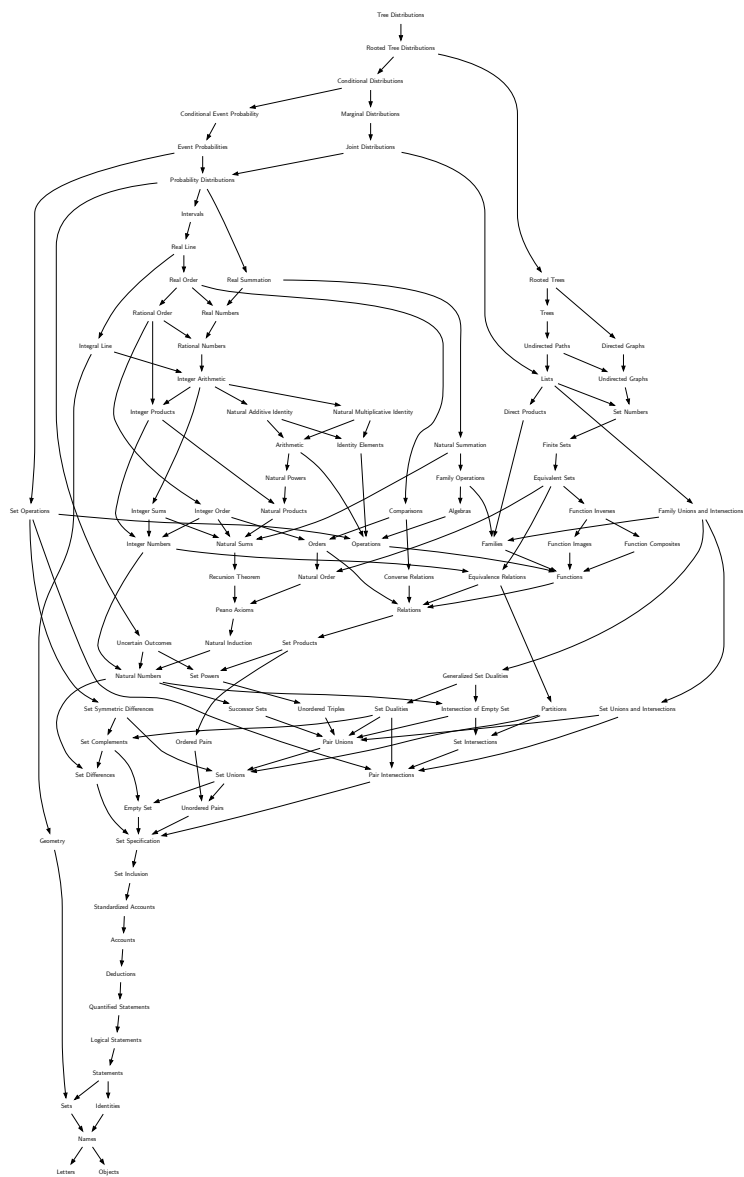 Tree Distributions
Rooted Tree Distributions
Conditional Distributions
Conditional Event Probability
Marginal Distributions
Event Probabilities
Joint Distributions
Probability Distributions
Intervals
Real Line
Real Order
Real Summation
Rooted Trees
Rational Order
Real Numbers
Trees
Integral Line
Rational Numbers
Undirected Paths
Directed Graphs
Integer Arithmetic
Lists
Undirected Graphs
Integer Products
Natural Additive Identity
Natural Multiplicative Identity
Direct Products
Set Numbers
Arithmetic
Identity Elements
Natural Summation
Finite Sets
Natural Powers
Family Operations
Equivalent Sets
Set Operations
Integer Sums
Integer Order
Natural Products
Comparisons
Algebras
Function Inverses
Family Unions and Intersections
Integer Numbers
Natural Sums
Orders
Operations
Families
Function Images
Function Composites
Recursion Theorem
Natural Order
Converse Relations
Equivalence Relations
Functions
Peano Axioms
Relations
Uncertain Outcomes
Natural Induction
Set Products
Natural Numbers
Set Powers
Generalized Set Dualities
Set Symmetric Differences
Successor Sets
Unordered Triples
Set Dualities
Intersection of Empty Set
Partitions
Set Unions and Intersections
Set Complements
Ordered Pairs
Pair Unions
Set Intersections
Set Differences
Set Unions
Pair Intersections
Empty Set
Unordered Pairs
Geometry
Set Specification
Set Inclusion
Standardized Accounts
Accounts
Deductions
Quantified Statements
Logical Statements
Statements
Sets
Identities
Names
Letters
Objects